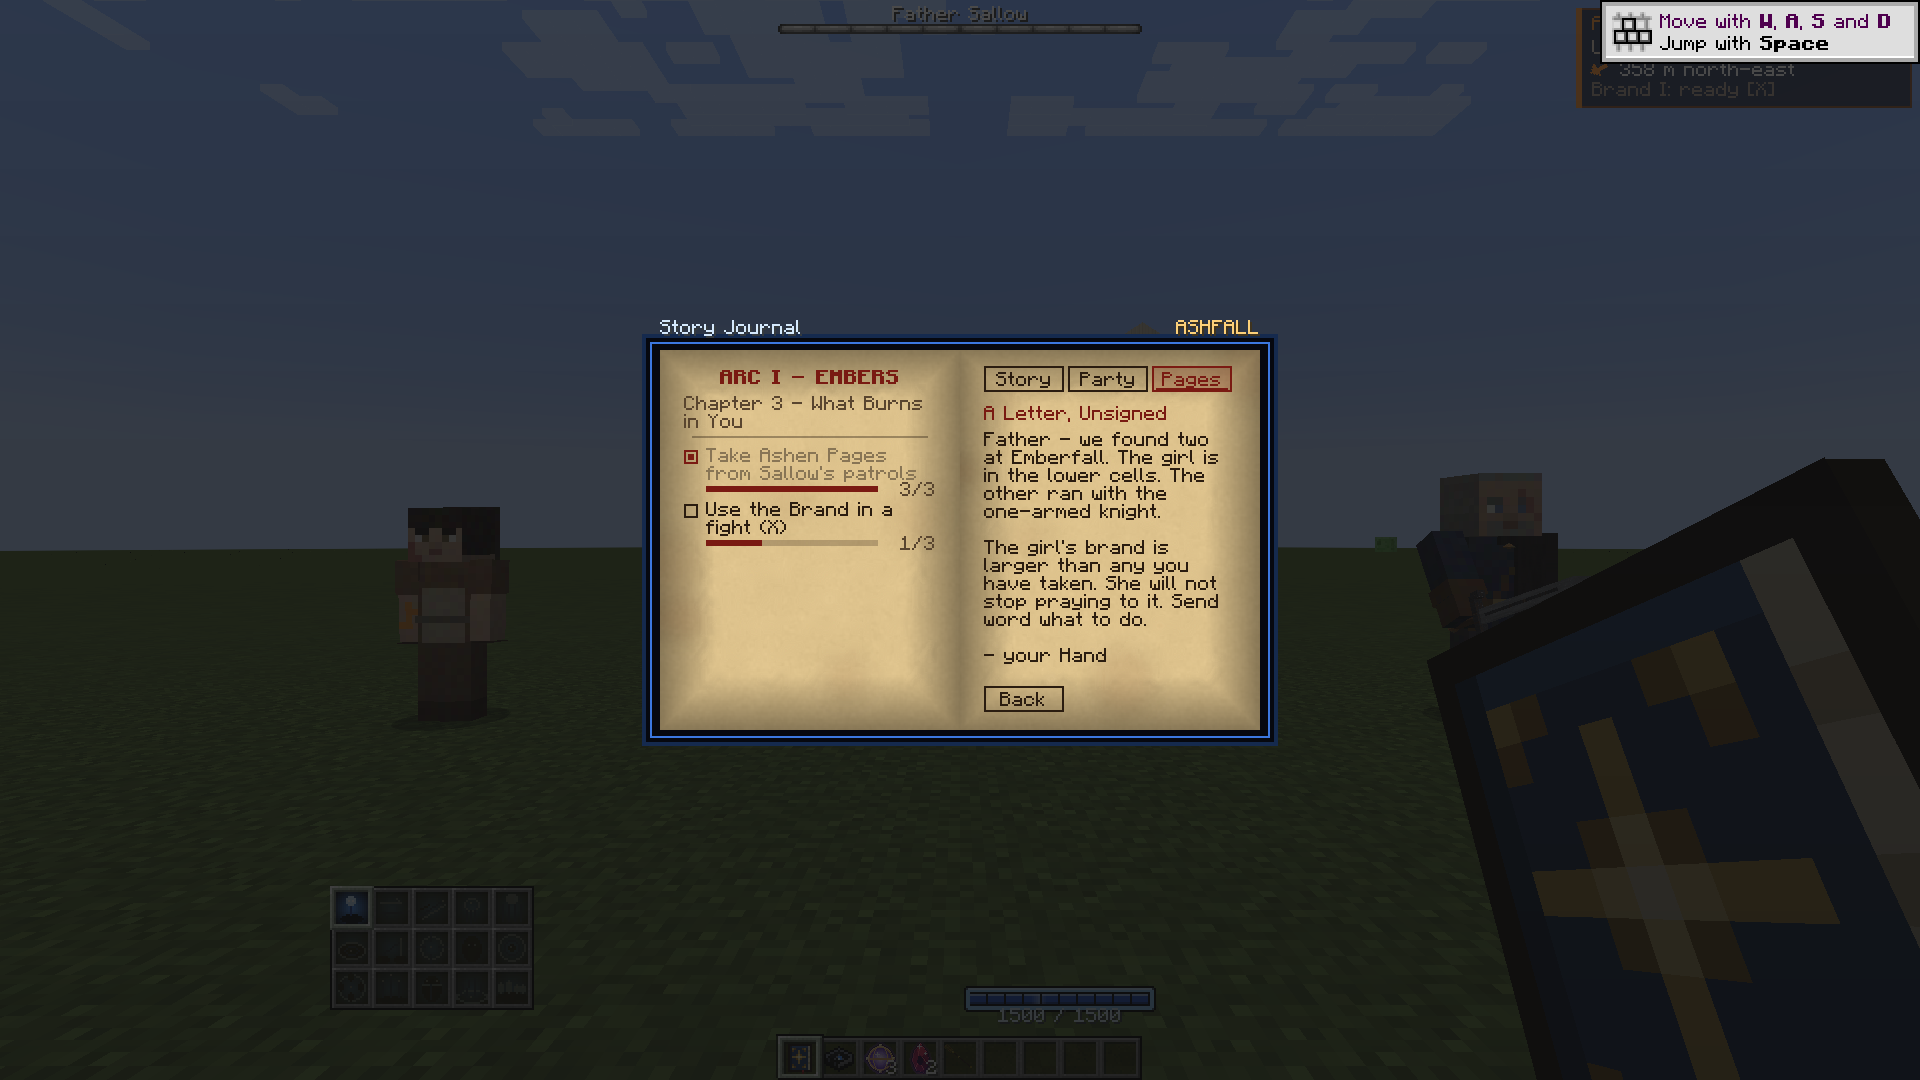 Father Sallow
Move with W, A, S and D
Jump with Space
358 m north-east
Brand I: ready [X]
Story Journal
ASHFALL
ARC I - EMBERS
Chapter 3 - What Burns
in You
Take Ashen Pages
from Sallow's patrols
3/3
Use the Brand in a
fight (X)
1/3
Story
Party
Pages
A Letter, Unsigned
Father - we found two
at Emberfall. The girl is
in the lower cells. The
other ran with the
one-armed knight.
The girl's brand is
larger than any you
have taken. She will not
stop praying to it. Send
word what to do.
- your Hand
Back
1500 / 1500
3
2